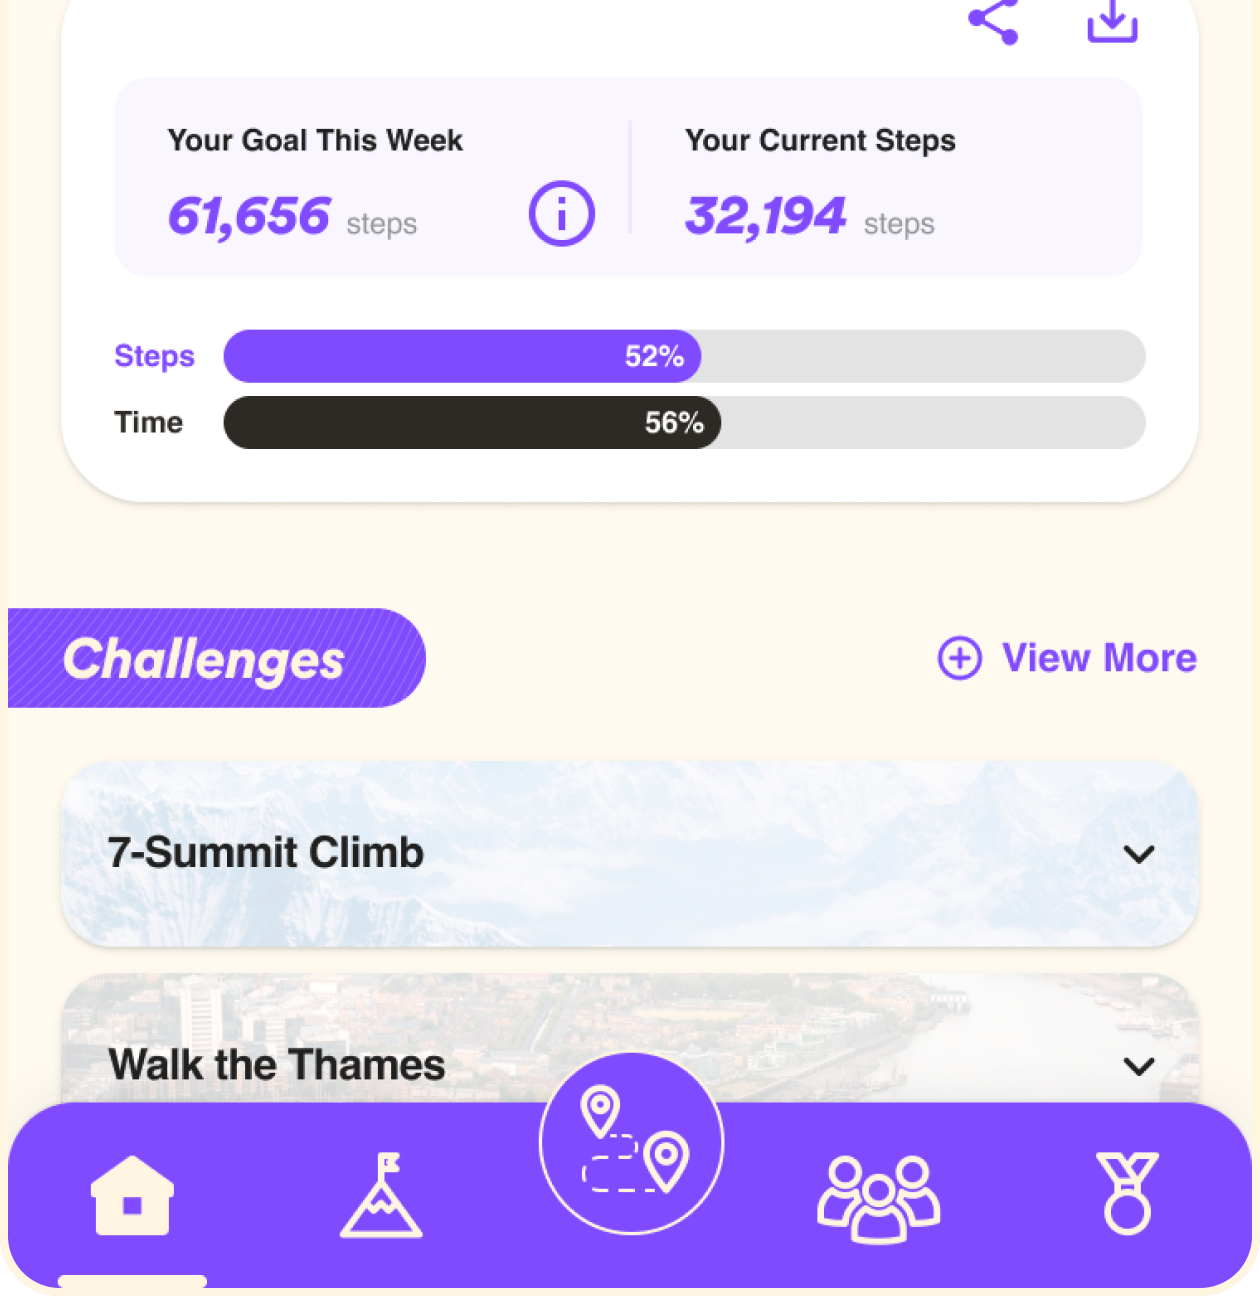 Your Goal This Week
61,656 steps
Your Current Steps
32,194 steps
Steps 52%
Time 56%
Challenges
View More
7-Summit Climb
Walk the Thames